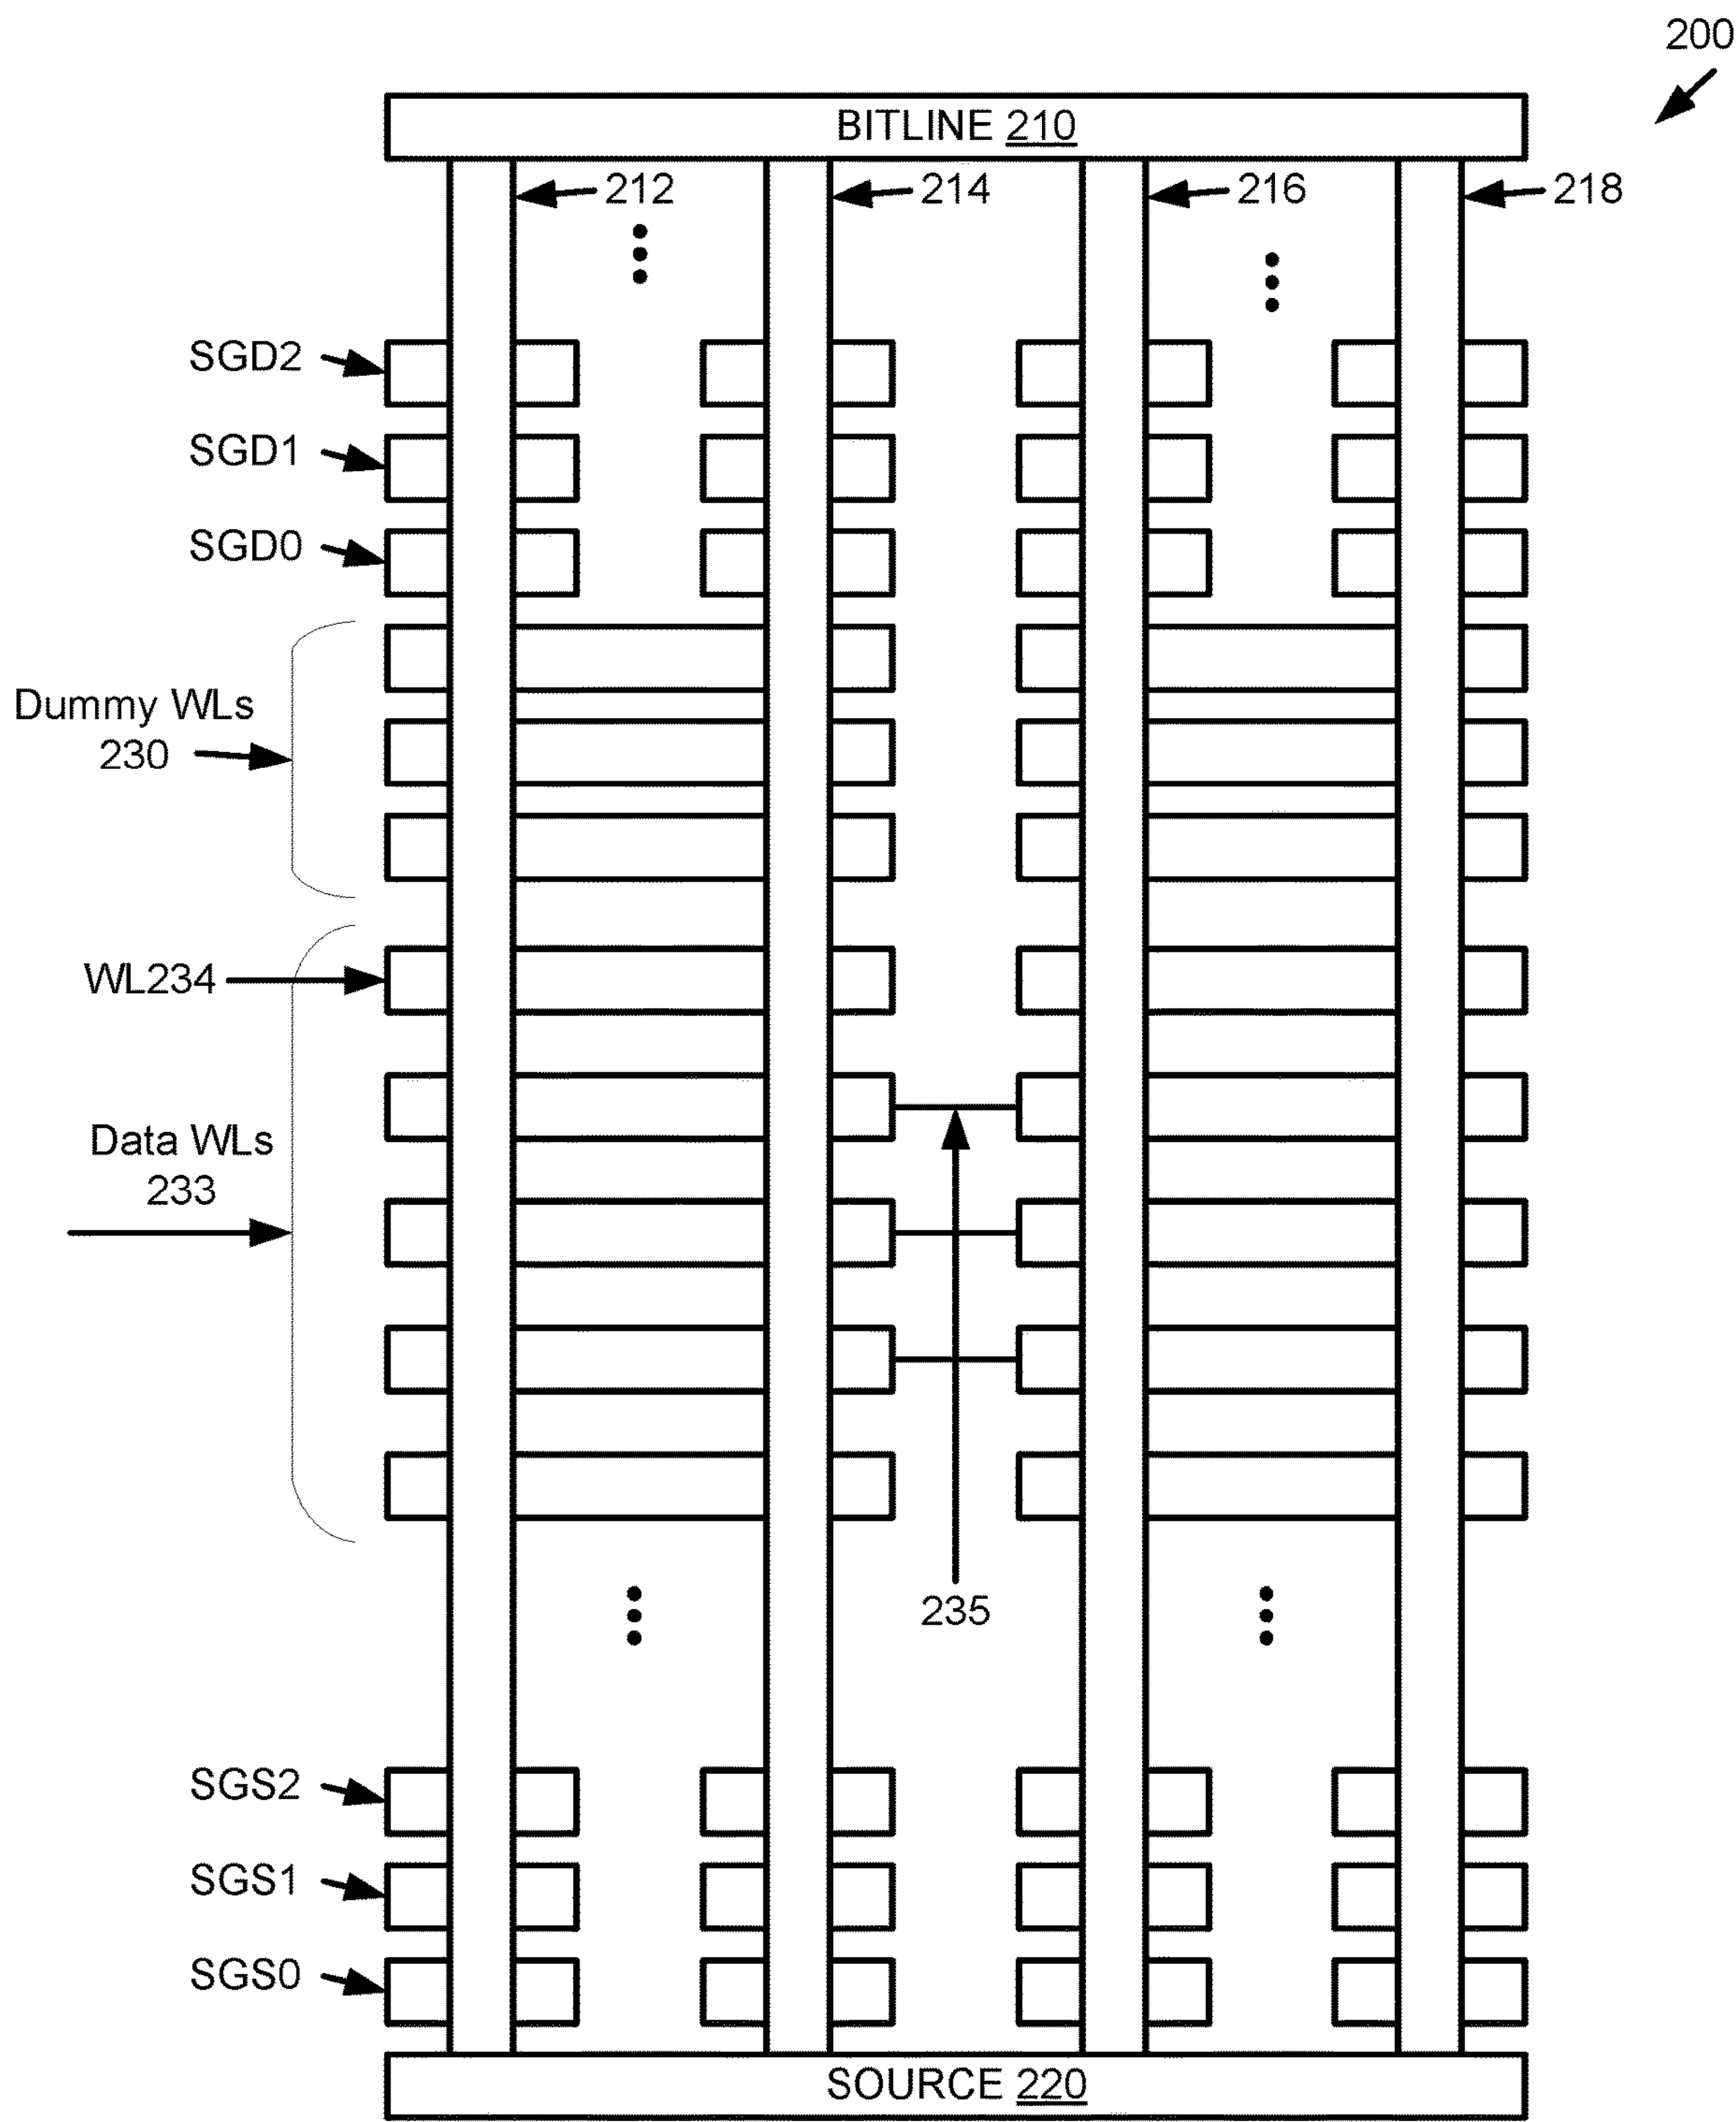 200
BITLINE 210
212
214
216
218
SGD2
SGD1
SGD0
Dummy WLs
230
WL234
Data WLs
233
235
SGS2
SGS1
SGS0
SOURCE 220